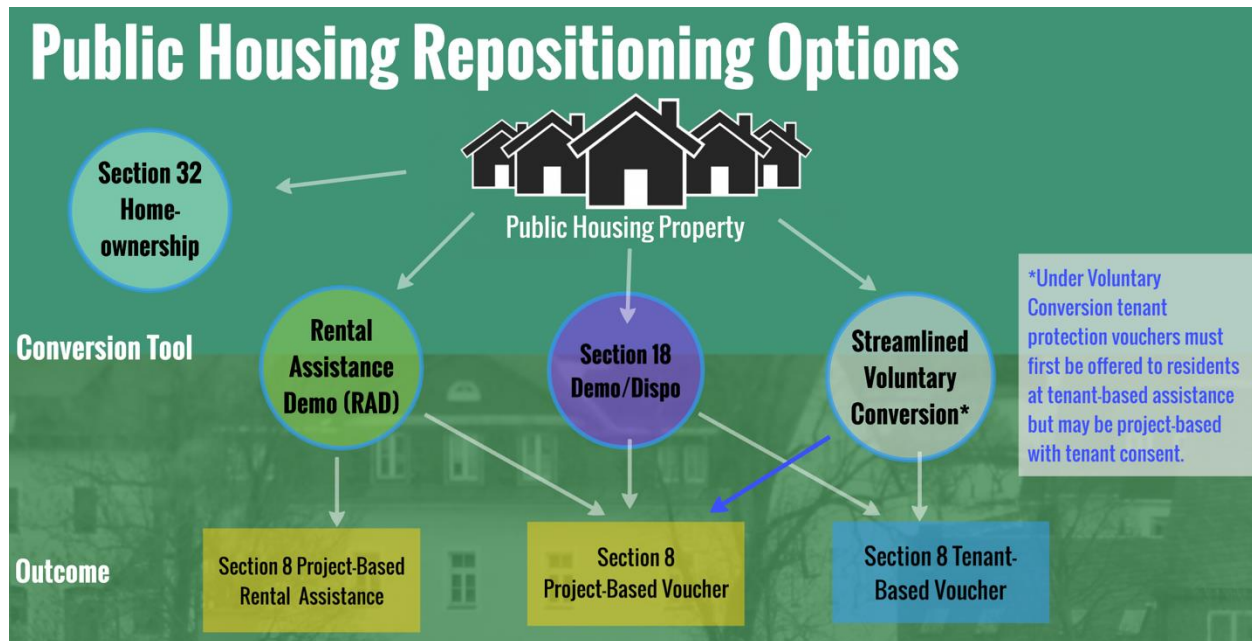 Public Housing Repositioning Options
Section 32
Home-
ownership
Public Housing Property
Conversion Tool
Rental
Assistance
Demo (RAD)
Section 18
Demo/Dispo
Streamlined
Voluntary
Conversion*
*Under Voluntary
Conversion tenant
protection vouchers must
first be offered to residents
at tenant-based assistance
but may be project-based
with tenant consent.
Outcome
Section 8 Project-Based
Rental Assistance
Section 8
Project-Based Voucher
Section 8 Tenant-
Based Voucher